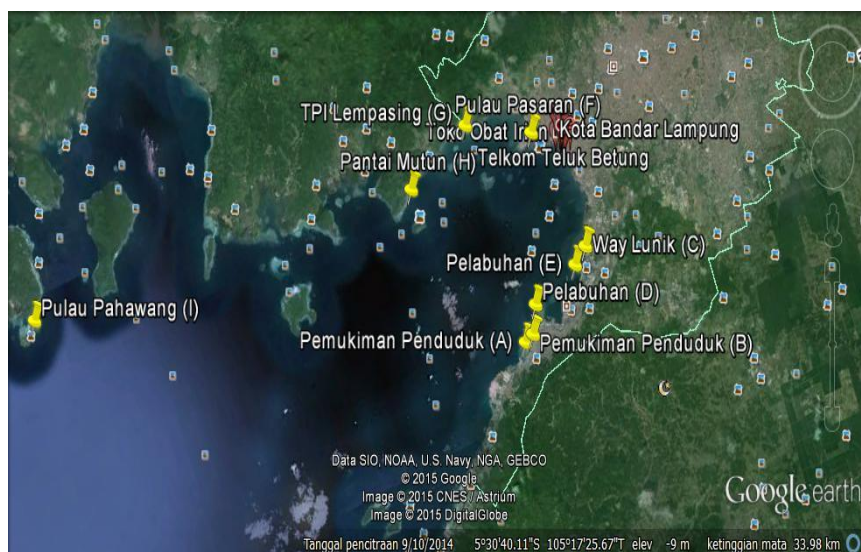 TPI Lempasing (G)
Pulau Pasaran (F)
Toko Obat Irian
Kota Bandar Lampung
Pantai Mutun (H)
Telkom Teluk Betung
Way Lunik (C)
Pelabuhan (E)
Pelabuhan (D)
Pulau Pahawang (I)
Pemukiman Penduduk (A)
Pemukiman Penduduk (B)
Data SIO, NOAA, U.S. Navy, NGA, GEBCO
© 2015 Google
Image © 2015 CNES / Astrium
Image © 2015 DigitalGlobe
Google earth
Tanggal pencitraan 9/10/2014 5°30'40.11"S 105°17'25.67"T elev -9 m ketinggian mata 33.98 km